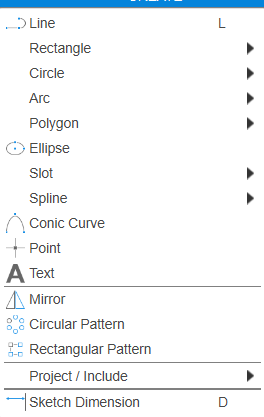 CREATE
Line L
Rectangle
Circle
Arc
Polygon
Ellipse
Slot
Spline
Conic Curve
Point
A Text
Mirror
Circular Pattern
Rectangular Pattern
Project / Include
Sketch Dimension D